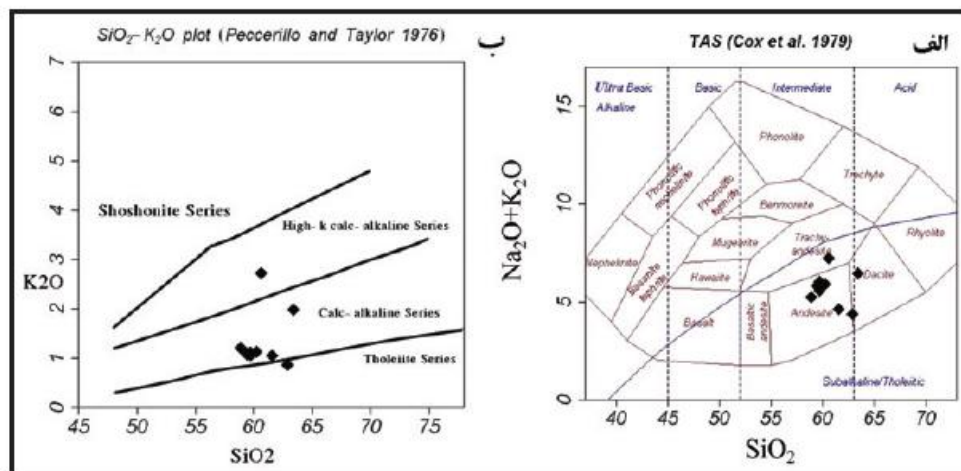 SiO₂-K₂O plot (Peccerillo and Taylor 1976)
ب
7
6
5
4
3
2
1
0
K2O
Shoshonite Series
High-k calc-alkaline Series
Calc-alkaline Series
Tholeiite Series
45
50
55
60
65
70
75
SiO2
TAS (Cox et al. 1979)
الف
Ultra Basic
Basic
Intermediate
Acid
Alkaline
15
10
5
0
Na₂O+K₂O
Phonolite
Phonolitic
tephrite
Trachyte
Benmoreite
Mugearite
Trachy-
andesite
Rhyolite
Nephelinite
Hawaiite
Dacite
Basalt
Basaltic
andesite
Andesite
Subalkaline/Tholeiitic
40
45
50
55
60
65
70
SiO₂